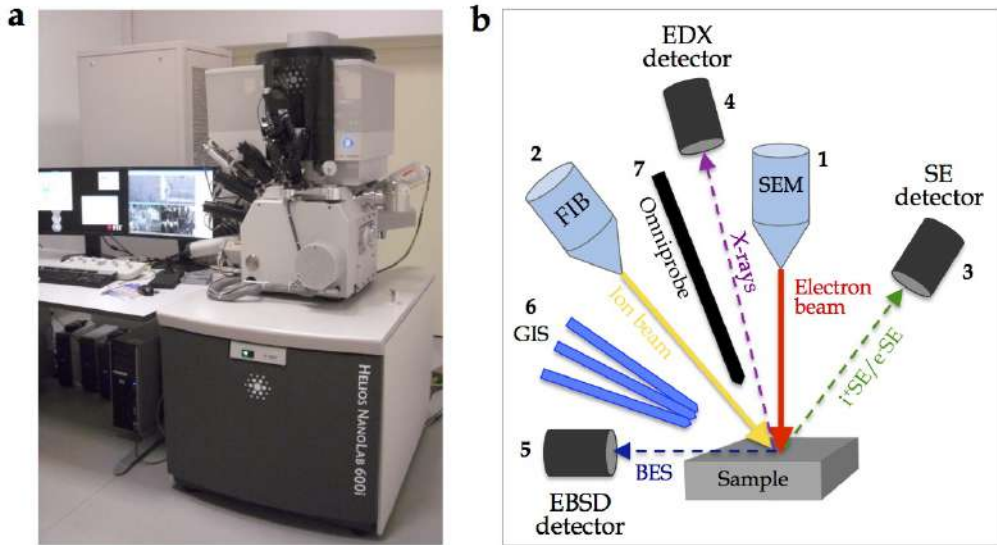 a
HELIOS NANOLAB 600i
b
EDX
detector
4
2
FIB
7
Omniprobe
X-rays
1
SEM
SE
detector
3
Electron
beam
Ion beam
6
GIS
i⁺SE/e⁻SE
5
BES
EBSD
detector
Sample